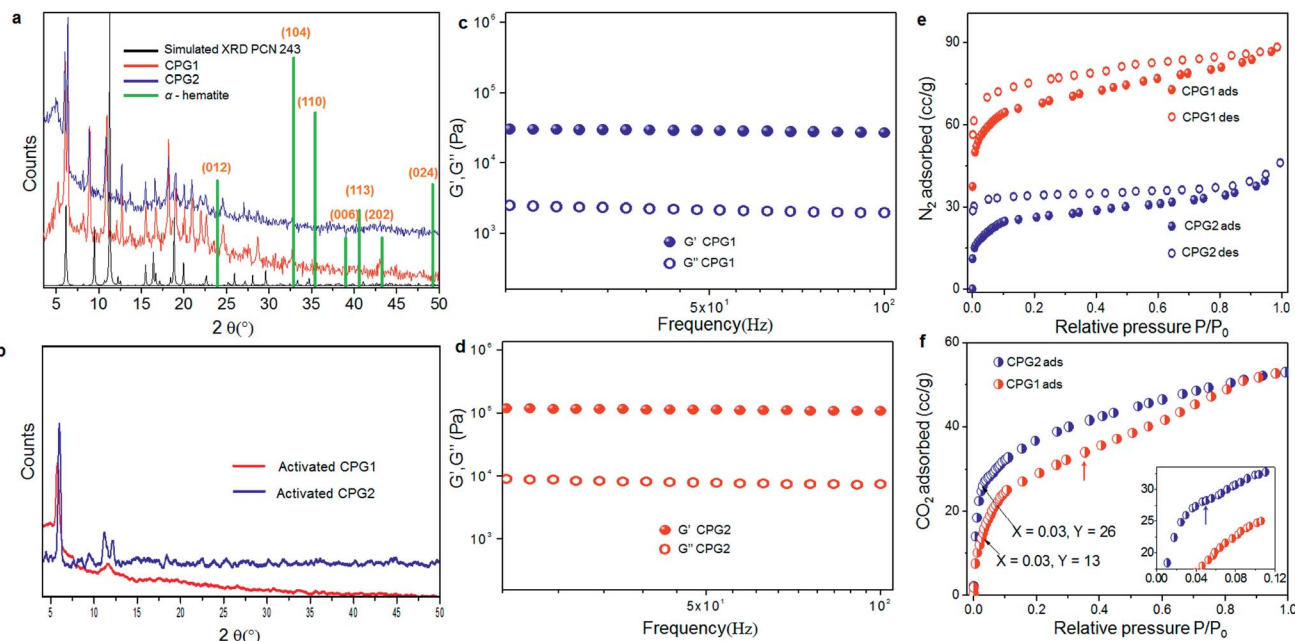 a
Counts
Simulated XRD PCN 243
CPG1
CPG2
α - hematite
(104)
(110)
(012)
(113)
(006)
(202)
(024)
5 10 15 20 25 30 35 40 45 50
2 θ(°)
b
Counts
Activated CPG1
Activated CPG2
5 10 15 20 25 30 35 40 45 50
2 θ(°)
c
G', G'' (Pa)
10⁶
10⁵
10⁴
10³
G' CPG1
G'' CPG1
5x10¹ 10²
Frequency(Hz)
d
G', G'' (Pa)
10⁶
10⁵
10⁴
10³
G' CPG2
G'' CPG2
5x10¹ 10²
Frequency(Hz)
e
N₂ adsorbed (cc/g)
90
60
30
0
CPG1 ads
CPG1 des
CPG2 ads
CPG2 des
0.0 0.2 0.4 0.6 0.8 1.0
Relative pressure P/P₀
f
CO₂ adsorbed (cc/g)
60
50
40
30
20
10
0
CPG2 ads
CPG1 ads
X = 0.03, Y = 26
X = 0.03, Y = 13
30
25
20
0.00 0.04 0.08 0.12
0.0 0.2 0.4 0.6 0.8 1.0
Relative pressure P/P₀